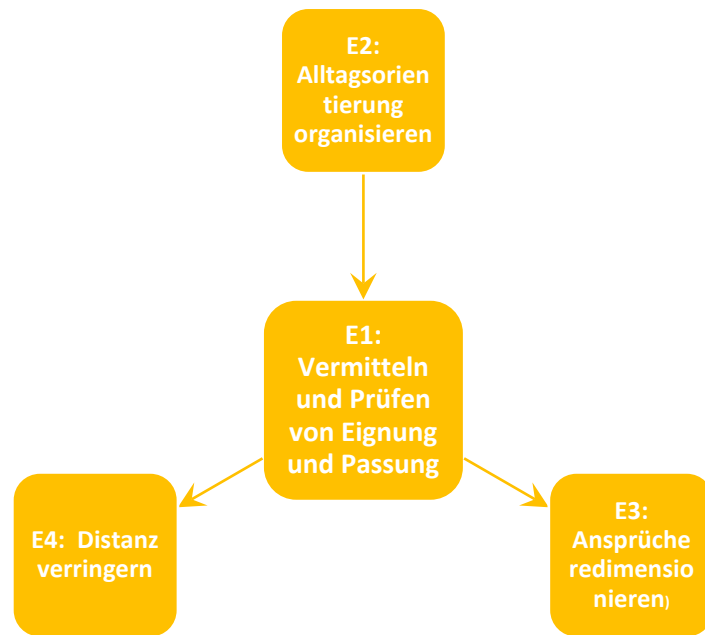 E2:
Alltagsorien
tierung
organisieren
E1:
Vermitteln
und Prüfen
von Eignung
und Passung
E4: Distanz
verringern
E3:
Ansprüche
redimensio
nieren)